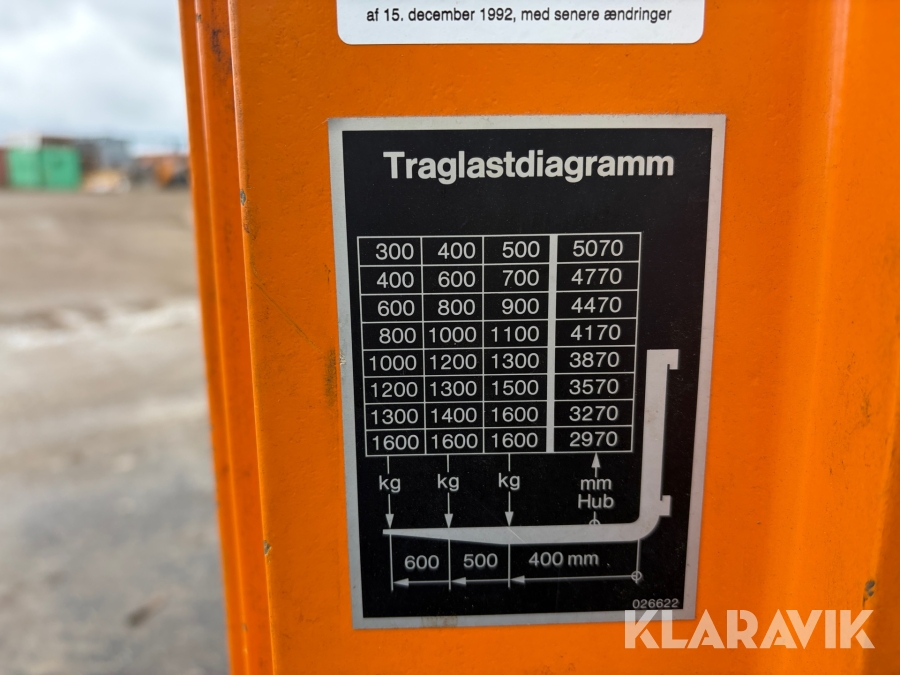 af 15. december 1992, med senere ændringer
Traglastdiagramm
300 400 500 5070
400 600 700 4770
600 800 900 4470
800 1000 1100 4170
1000 1200 1300 3870
1200 1300 1500 3570
1300 1400 1600 3270
1600 1600 1600 2970
kg kg kg mm
Hub
600 500 400 mm
026622
KLARAVIK